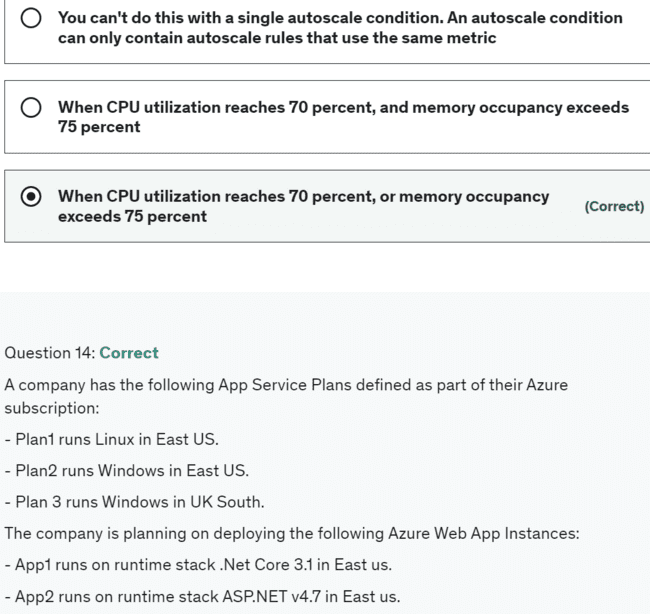 You can't do this with a single autoscale condition. An autoscale condition
can only contain autoscale rules that use the same metric
When CPU utilization reaches 70 percent, and memory occupancy exceeds
75 percent
When CPU utilization reaches 70 percent, or memory occupancy
exceeds 75 percent
(Correct)
Question 14: Correct
A company has the following App Service Plans defined as part of their Azure
subscription:
- Plan1 runs Linux in East US.
- Plan2 runs Windows in East US.
- Plan 3 runs Windows in UK South.
The company is planning on deploying the following Azure Web App Instances:
- App1 runs on runtime stack .Net Core 3.1 in East us.
- App2 runs on runtime stack ASP.NET v4.7 in East us.